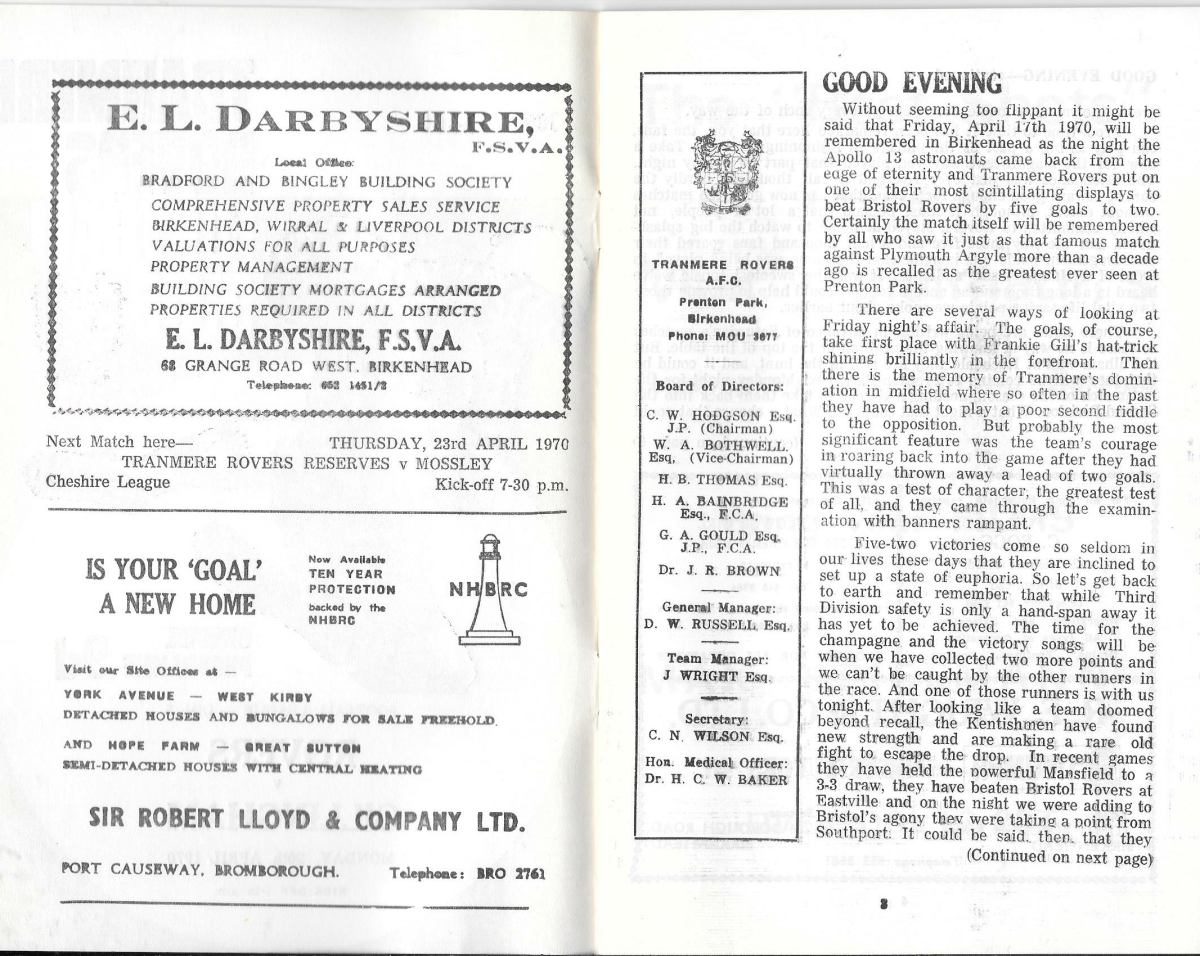 E. L. DARBYSHIRE,
F.S.V.A.
Local Office:
BRADFORD AND BINGLEY BUILDING SOCIETY
COMPREHENSIVE PROPERTY SALES SERVICE
BIRKENHEAD, WIRRAL & LIVERPOOL DISTRICTS
VALUATIONS FOR ALL PURPOSES
PROPERTY MANAGEMENT
BUILDING SOCIETY MORTGAGES ARRANGED
PROPERTIES REQUIRED IN ALL DISTRICTS
E. L. DARBYSHIRE, F.S.V.A.
68 GRANGE ROAD WEST, BIRKENHEAD
Telephone: 652 1451/2
Next Match here— THURSDAY, 23rd APRIL 1970
TRANMERE ROVERS RESERVES v MOSSLEY
Cheshire League Kick-off 7-30 p.m.
IS YOUR 'GOAL'
A NEW HOME
Now Available
TEN YEAR
PROTECTION
backed by the
NHBRC
NHBRC
Visit our Site Offices at —
YORK AVENUE — WEST KIRBY
DETACHED HOUSES AND BUNGALOWS FOR SALE FREEHOLD.
AND HOPE FARM — GREAT SUTTON
SEMI-DETACHED HOUSES WITH CENTRAL HEATING
SIR ROBERT LLOYD & COMPANY LTD.
PORT CAUSEWAY, BROMBOROUGH. Telephone: BRO 2761
TRANMERE ROVERS
A.F.C.
Prenton Park,
Birkenhead
Phone: MOU 3677
Board of Directors:
C. W. HODGSON Esq.
J.P. (Chairman)
W. A. BOTHWELL.
Esq, (Vice-Chairman)
H. B. THOMAS Esq.
H. A. BAINBRIDGE
Esq., F.C.A.
G. A. GOULD Esq.
J.P., F.C.A.
Dr. J. R. BROWN
General Manager:
D. W. RUSSELL Esq.
Team Manager:
J WRIGHT Esq.
Secretary:
C. N. WILSON Esq.
Hon. Medical Officer:
Dr. H. C. W. BAKER
GOOD EVENING
Without seeming too flippant it might be
said that Friday, April 17th 1970, will be
remembered in Birkenhead as the night the
Apollo 13 astronauts came back from the
eage of eternity and Tranmere Rovers put on
one of their most scintillating displays to
beat Bristol Rovers by five goals to two.
Certainly the match itself will be remembered
by all who saw it just as that famous match
against Plymouth Argyle more than a decade
ago is recalled as the greatest ever seen at
Prenton Park.
There are several ways of looking at
Friday night's affair. The goals, of course,
take first place with Frankie Gill's hat-trick
shining brilliantly in the forefront. Then
there is the memory of Tranmere's domin-
ation in midfield where so often in the past
they have had to play a poor second fiddle
to the opposition. But probably the most
significant feature was the team's courage
in roaring back into the game after they had
virtually thrown away a lead of two goals.
This was a test of character, the greatest test
of all, and they came through the examin-
ation with banners rampant.
Five-two victories come so seldom in
our lives these days that they are inclined to
set up a state of euphoria. So let's get back
to earth and remember that while Third
Division safety is only a hand-span away it
has yet to be achieved. The time for the
champagne and the victory songs will be
when we have collected two more points and
we can't be caught by the other runners in
the race. And one of those runners is with us
tonight. After looking like a team doomed
beyond recall, the Kentishmen have found
new strength and are making a rare old
fight to escape the drop. In recent games
they have held the powerful Mansfield to a
3-3 draw, they have beaten Bristol Rovers at
Eastville and on the night we were adding to
Bristol's agony they were taking a point from
Southport. It could be said, then, that they
(Continued on next page)
3